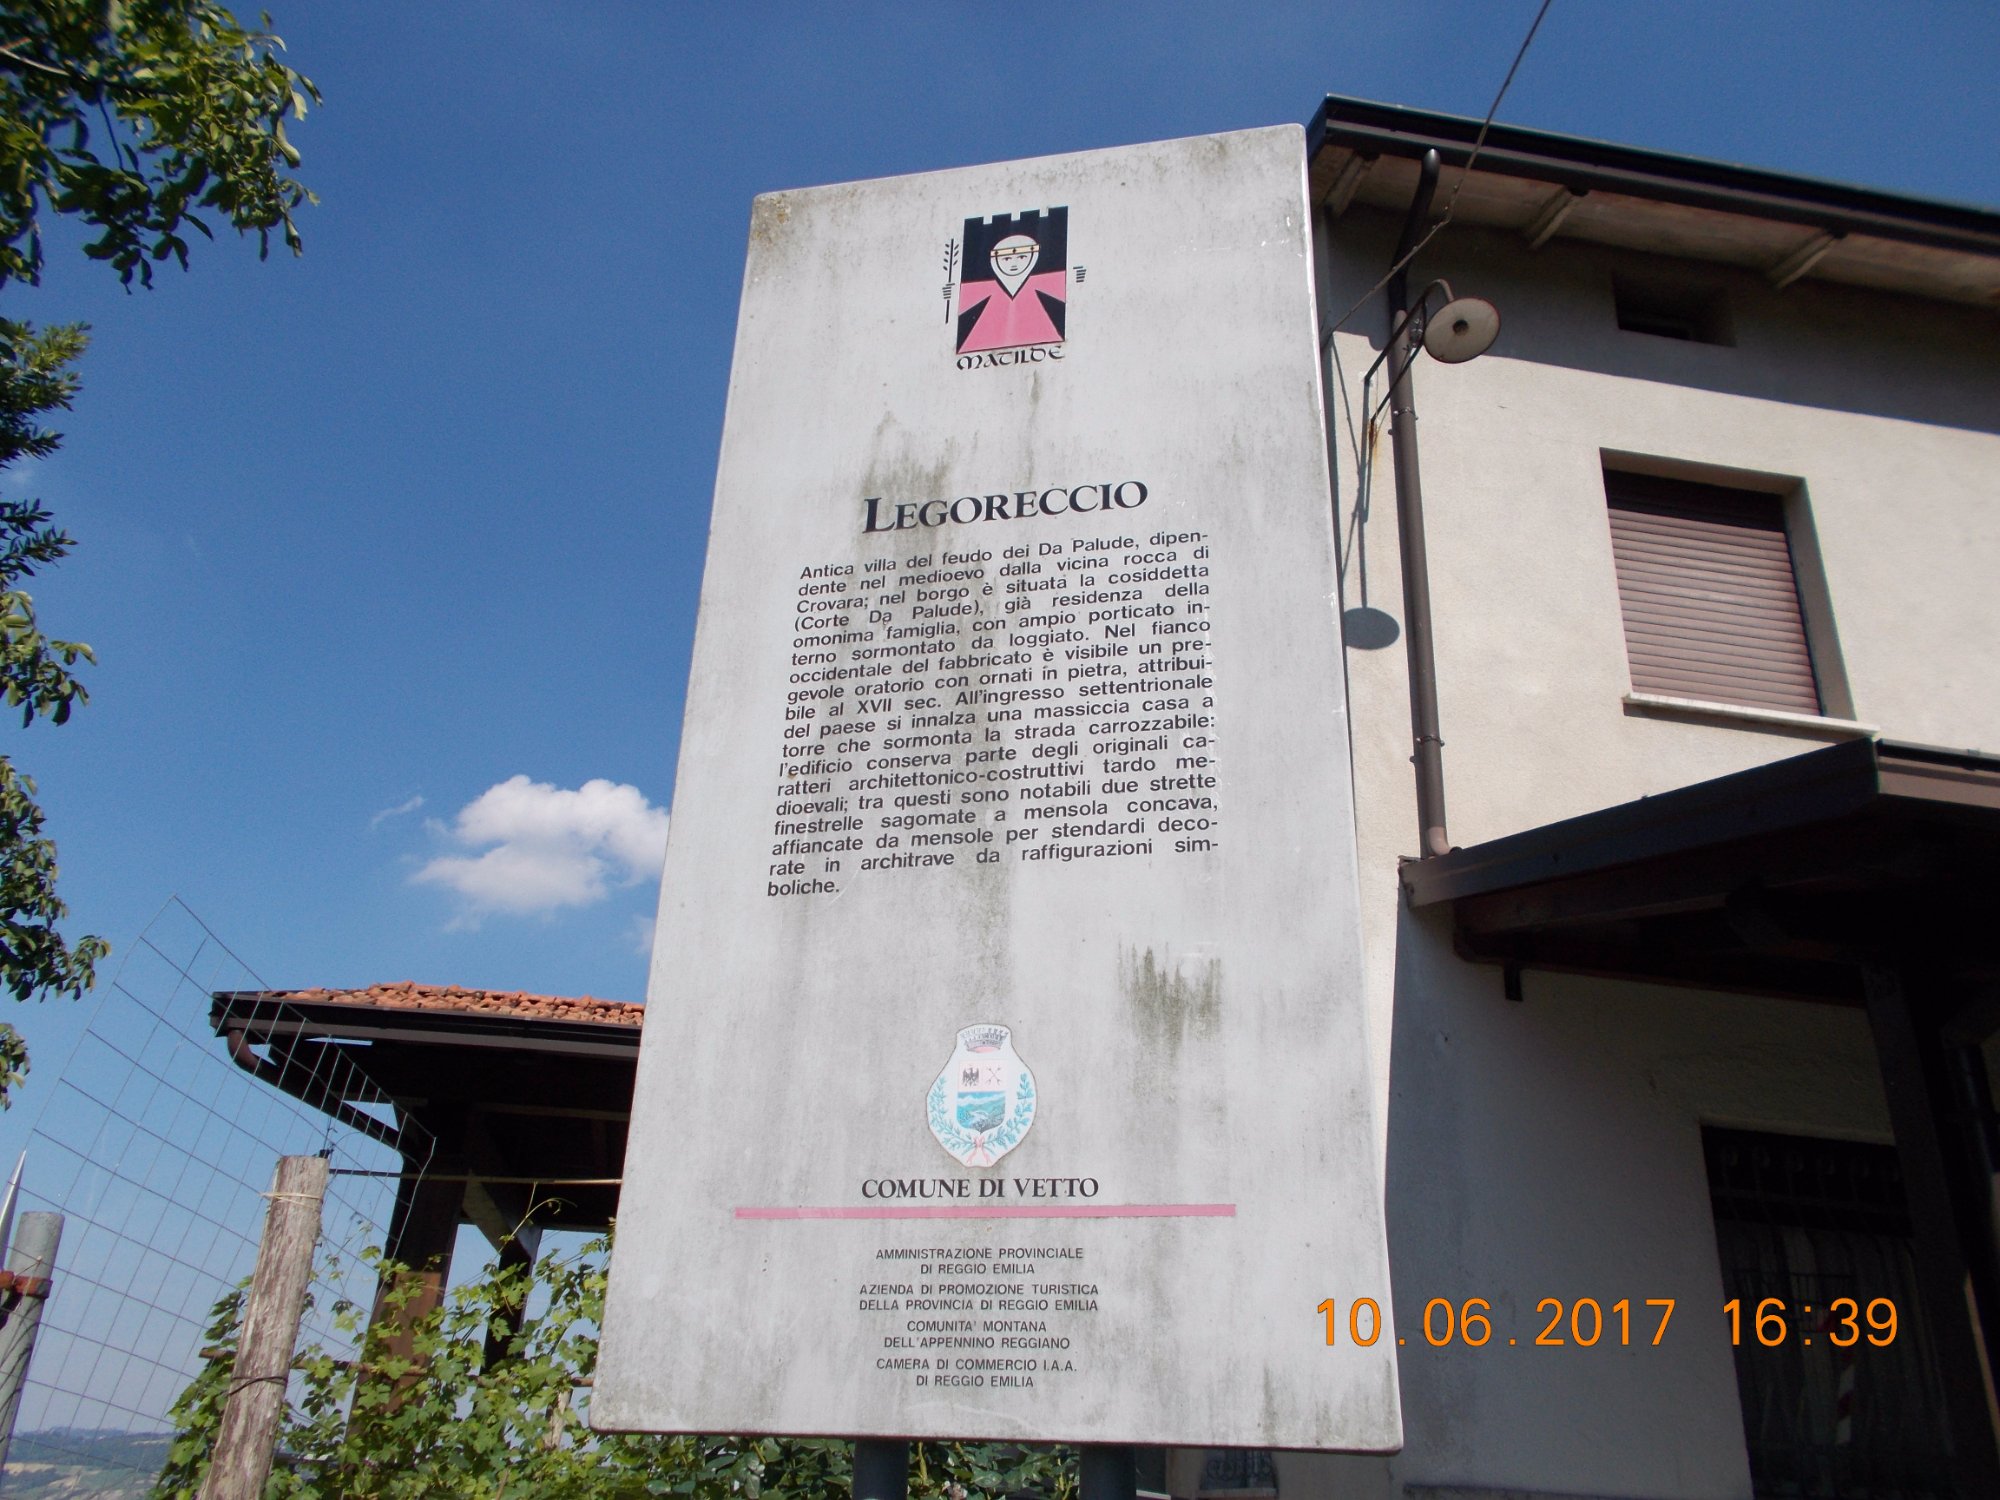 MATILDE
LEGORECCIO
Antica villa del feudo dei Da Palude, dipen-
dente nel medioevo dalla vicina rocca di
Crovara; nel borgo è situata la cosiddetta
(Corte Da Palude), già residenza della
omonima famiglia, con ampio porticato in-
terno sormontato da loggiato. Nel fianco
occidentale del fabbricato è visibile un pre-
gevole oratorio con ornati in pietra, attribui-
bile al XVII sec. All'ingresso settentrionale
del paese si innalza una massiccia casa a
torre che sormonta la strada carrozzabile:
l'edificio conserva parte degli originali ca-
ratteri architettonico-costruttivi tardo me-
dioevali; tra questi sono notabili due strette
finestrelle sagomate a mensola concava,
affiancate da mensole per stendardi deco-
rate in architrave da raffigurazioni sim-
boliche.
COMUNE DI VETTO
AMMINISTRAZIONE PROVINCIALE
DI REGGIO EMILIA
AZIENDA DI PROMOZIONE TURISTICA
DELLA PROVINCIA DI REGGIO EMILIA
COMUNITA' MONTANA
DELL'APPENNINO REGGIANO
CAMERA DI COMMERCIO I.A.A.
DI REGGIO EMILIA
10.06.2017 16:39